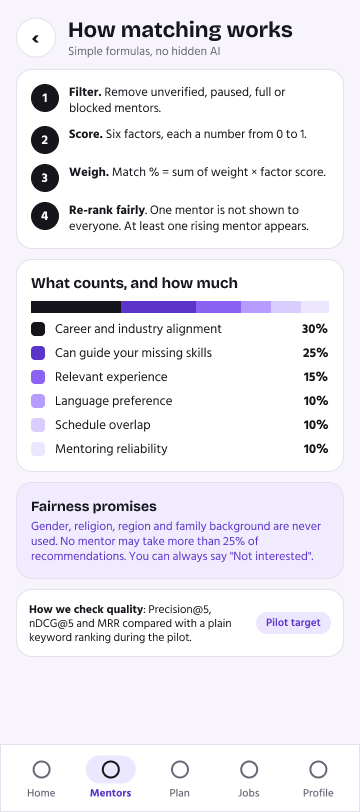 How matching works
Simple formulas, no hidden AI
1 Filter. Remove unverified, paused, full or
blocked mentors.
2 Score. Six factors, each a number from 0 to 1.
3 Weigh. Match % = sum of weight × factor score.
4 Re-rank fairly. One mentor is not shown to
everyone. At least one rising mentor appears.
What counts, and how much
Career and industry alignment 30%
Can guide your missing skills 25%
Relevant experience 15%
Language preference 10%
Schedule overlap 10%
Mentoring reliability 10%
Fairness promises
Gender, religion, region and family background are never
used. No mentor may take more than 25% of
recommendations. You can always say "Not interested".
How we check quality: Precision@5,
nDCG@5 and MRR compared with a plain
keyword ranking during the pilot.
Pilot target
Home Mentors Plan Jobs Profile